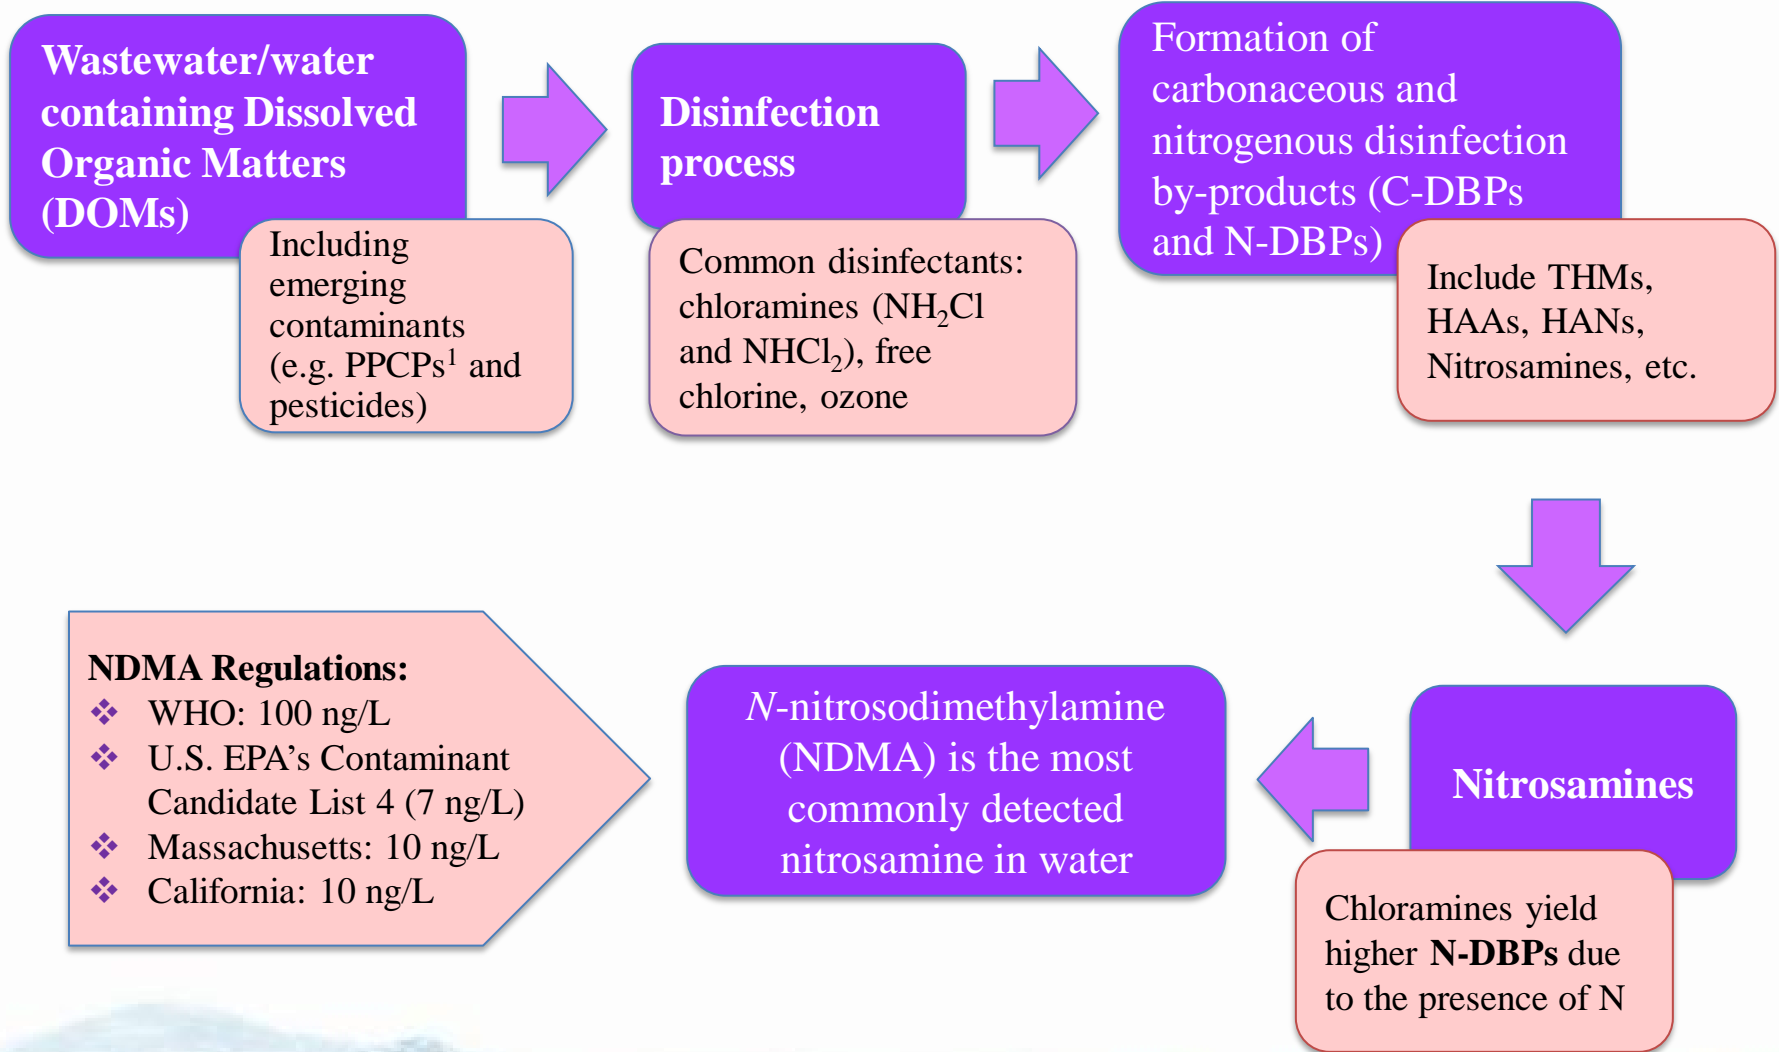 Wastewater/water
containing Dissolved
Organic Matters
(DOMs)
Including
emerging
contaminants
(e.g. PPCPs¹ and
pesticides)
Disinfection
process
Common disinfectants:
chloramines (NH₂Cl
and NHCl₂), free
chlorine, ozone
Formation of
carbonaceous and
nitrogenous disinfection
by-products (C-DBPs
and N-DBPs)
Include THMs,
HAAs, HANs,
Nitrosamines, etc.
Nitrosamines
Chloramines yield
higher N-DBPs due
to the presence of N
N-nitrosodimethylamine
(NDMA) is the most
commonly detected
nitrosamine in water
NDMA Regulations:
❖ WHO: 100 ng/L
❖ U.S. EPA’s Contaminant
Candidate List 4 (7 ng/L)
❖ Massachusetts: 10 ng/L
❖ California: 10 ng/L